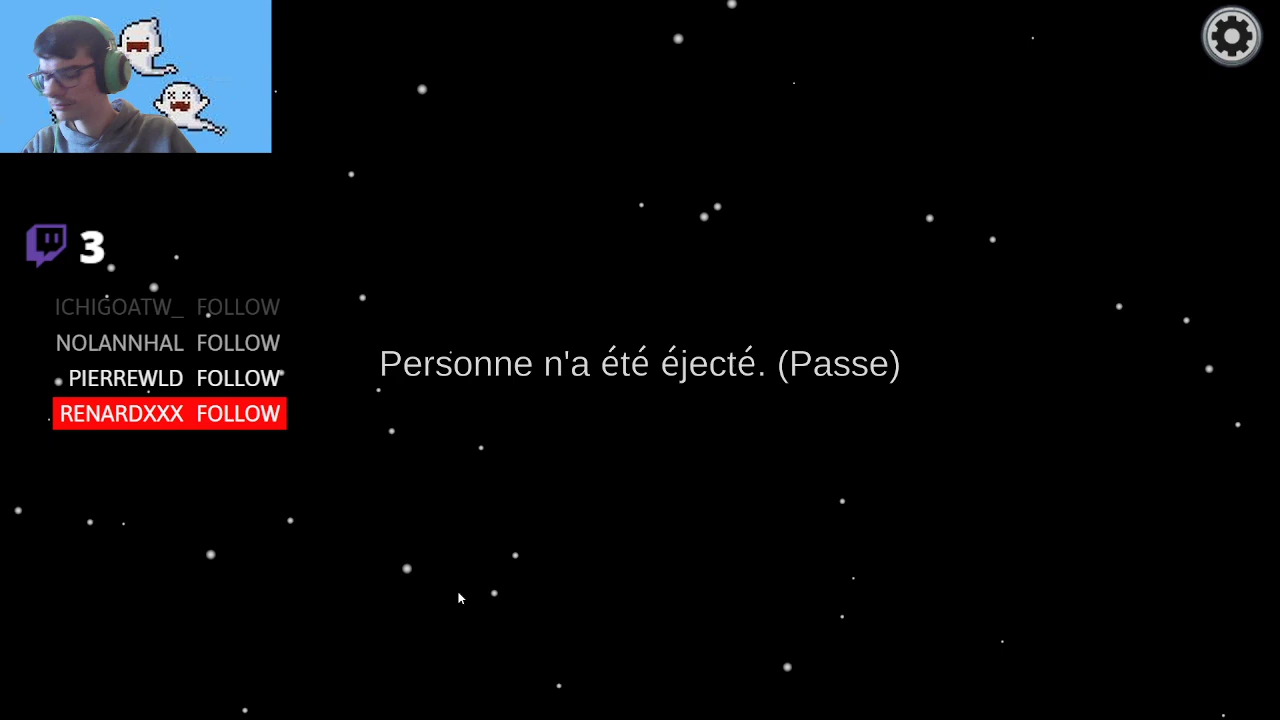 3
ICHIGOATW_ FOLLOW
NOLANNHAL FOLLOW
PIERREWLD FOLLOW
RENARDXXX FOLLOW
Personne n'a été éjecté. (Passe)